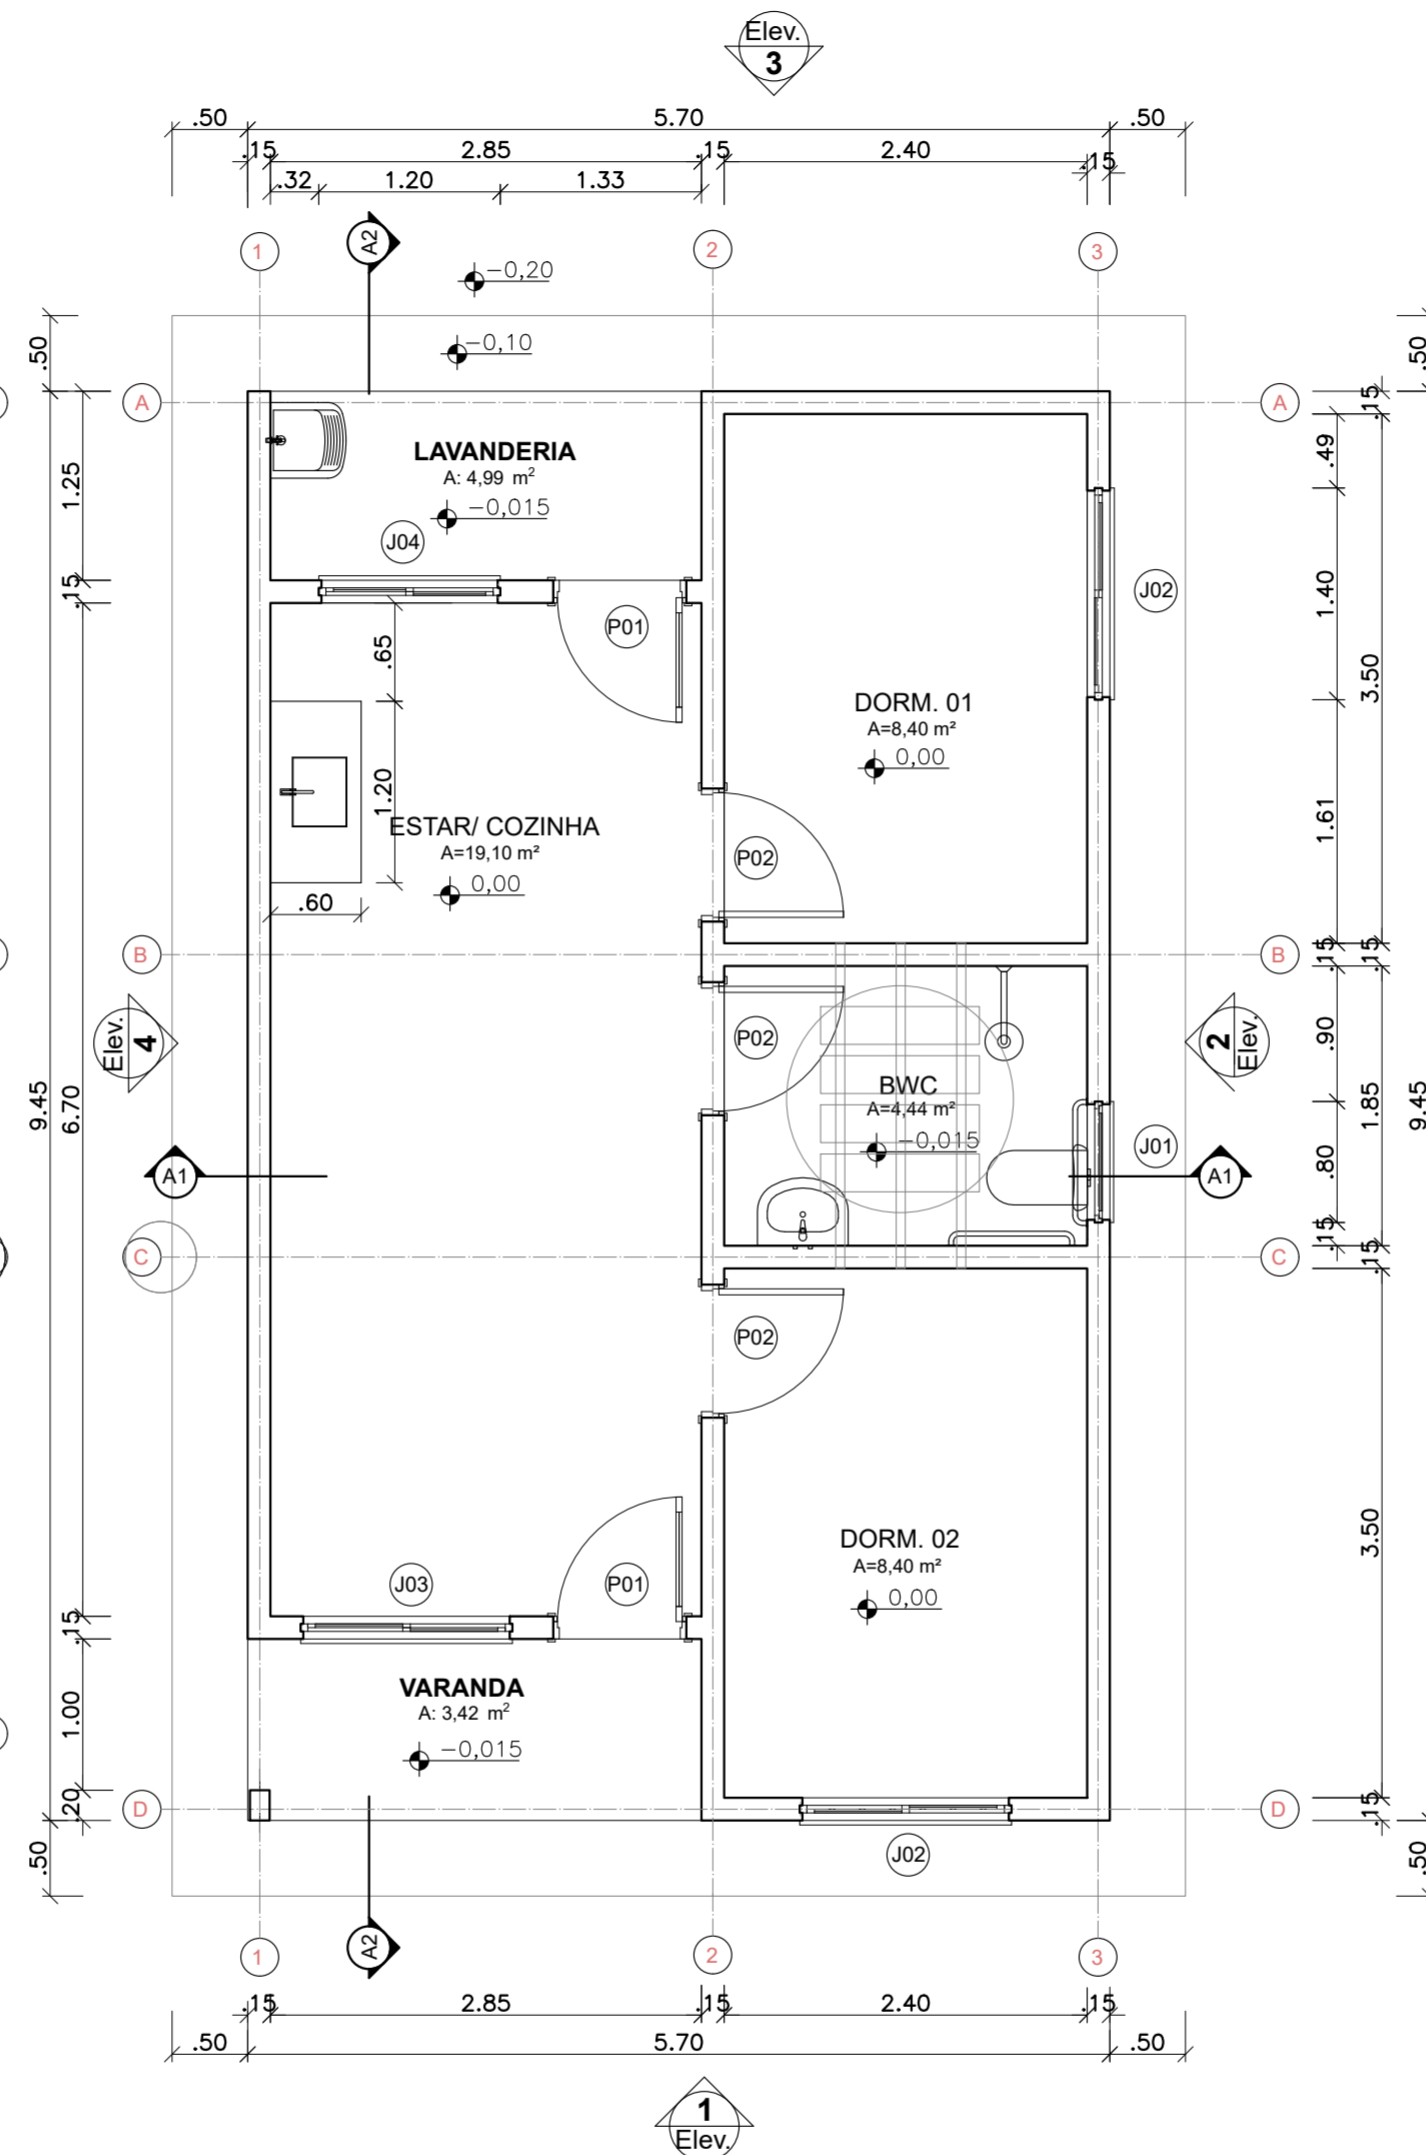 Elev.
3
.50 5.70 .50
.15 2.85 .15 2.40 .15
.32 1.20 1.33
1 A2 2 3
−0,20
−0,10
.50 .50
A A
.15
LAVANDERIA
A: 4,99 m²
−0,015
1.25 .49
J04
.15
P01
J02
1.40
.65
3.50
DORM. 01
A=8,40 m²
0,00
1.20
1.61
ESTAR/ COZINHA
A=19,10 m²
0,00
P02
.60
B B
.15 .15
Elev.
4
P02
.90
2
Elev.
BWC
A=4,44 m²
−0,015
9.45 6.70 1.85 9.45
J01
.80
A1 A1
.15
C C
.15
P02
DORM. 02
A=8,40 m²
0,00
3.50
J03 P01
.15
VARANDA
A: 3,42 m²
−0,015
1.00
.20
D D
.15
J02
.50 .50
1 A2 2 3
.15 2.85 .15 2.40 .15
.50 5.70 .50
1
Elev.